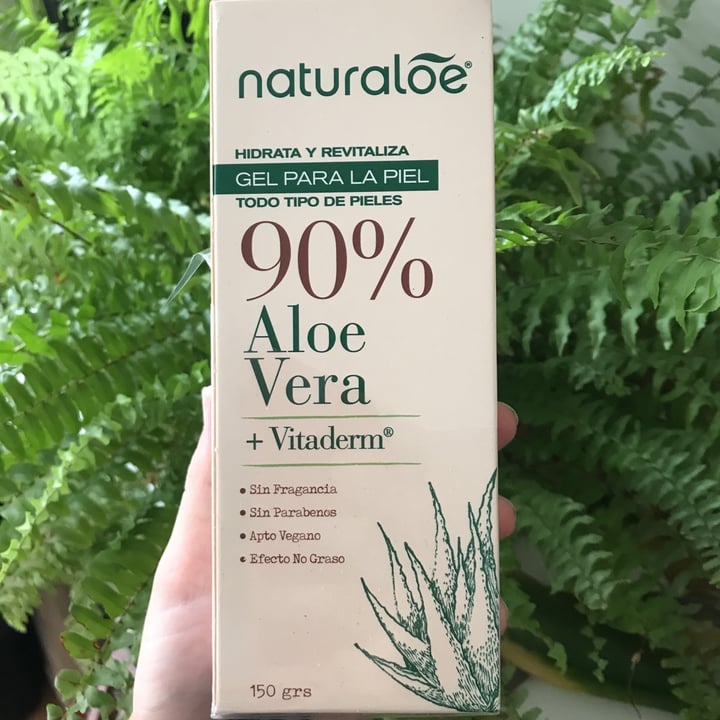 naturaloe®
HIDRATA Y REVITALIZA
GEL PARA LA PIEL
TODO TIPO DE PIELES
90%
Aloe
Vera
+ Vitaderm®
• Sin Fragancia
• Sin Parabenos
• Apto Vegano
• Efecto No Graso
150 grs